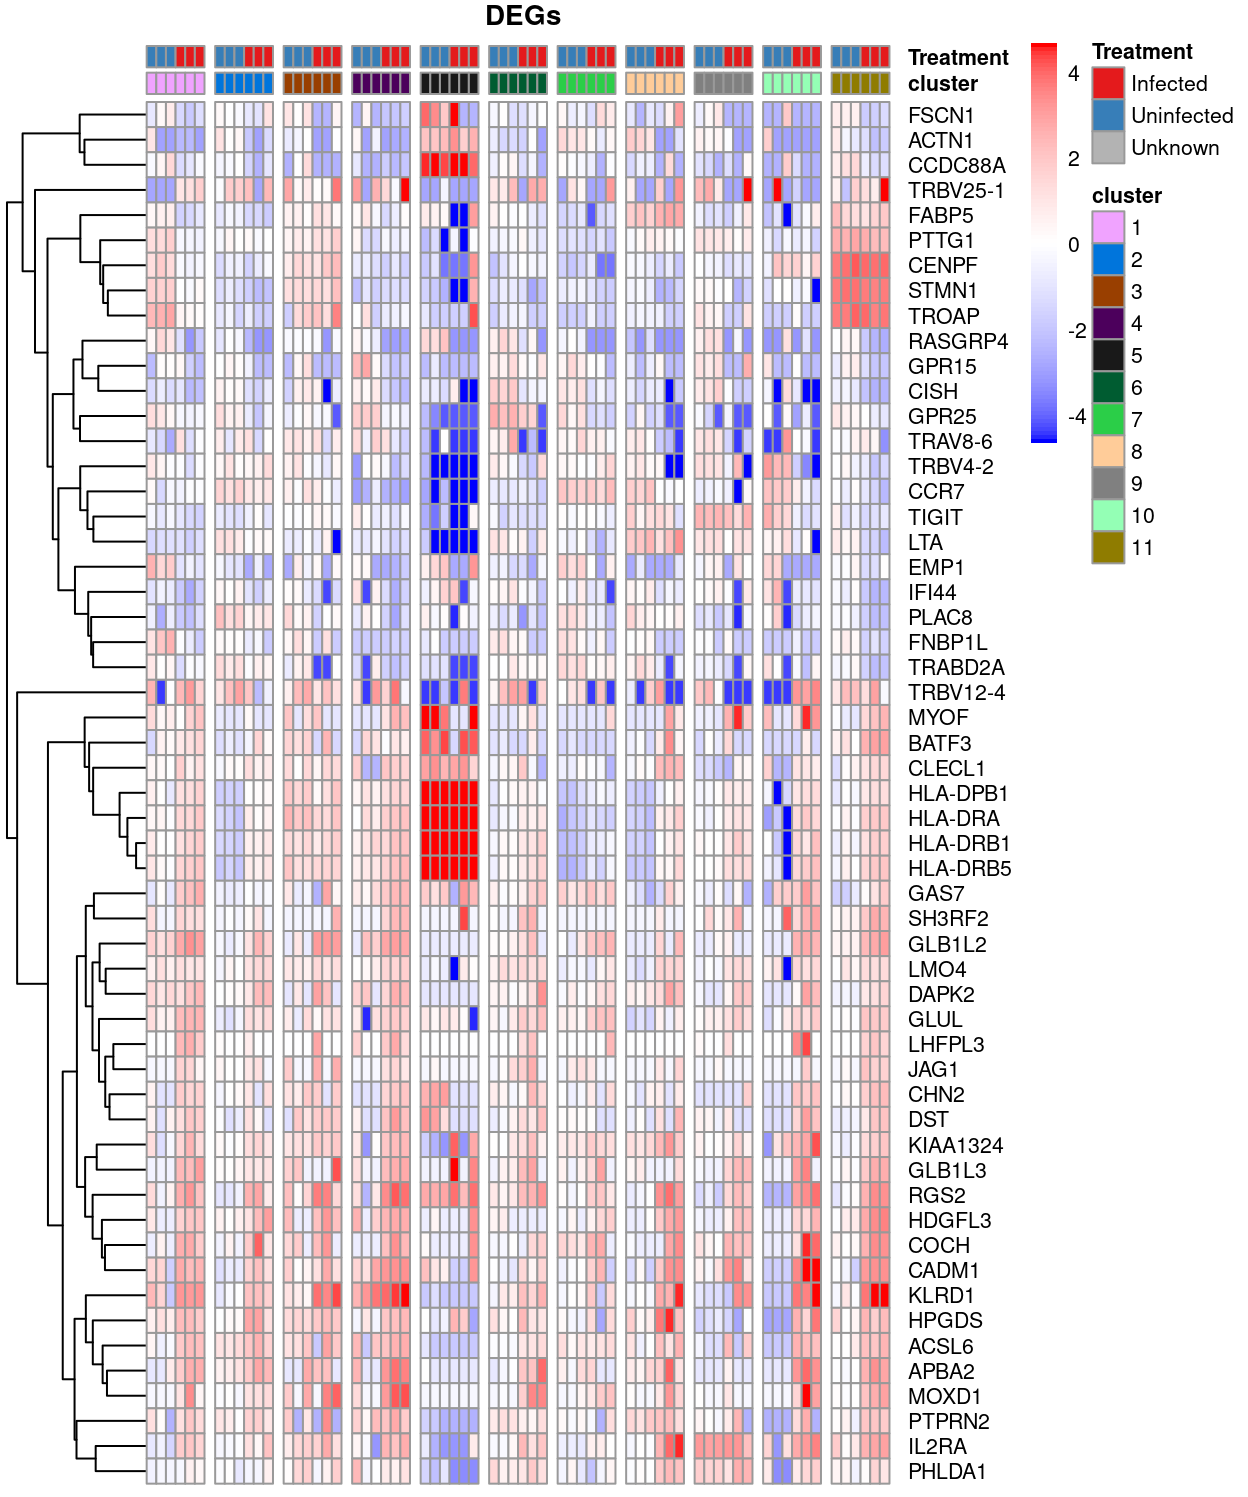 DEGs
Treatment
cluster
FSCN1
ACTN1
CCDC88A
TRBV25-1
FABP5
PTTG1
CENPF
STMN1
TROAP
RASGRP4
GPR15
CISH
GPR25
TRAV8-6
TRBV4-2
CCR7
TIGIT
LTA
EMP1
IFI44
PLAC8
FNBP1L
TRABD2A
TRBV12-4
MYOF
BATF3
CLECL1
HLA-DPB1
HLA-DRA
HLA-DRB1
HLA-DRB5
GAS7
SH3RF2
GLB1L2
LMO4
DAPK2
GLUL
LHFPL3
JAG1
CHN2
DST
KIAA1324
GLB1L3
RGS2
HDGFL3
COCH
CADM1
KLRD1
HPGDS
ACSL6
APBA2
MOXD1
PTPRN2
IL2RA
PHLDA1
4
2
0
-2
-4
Treatment
Infected
Uninfected
Unknown
cluster
1
2
3
4
5
6
7
8
9
10
11